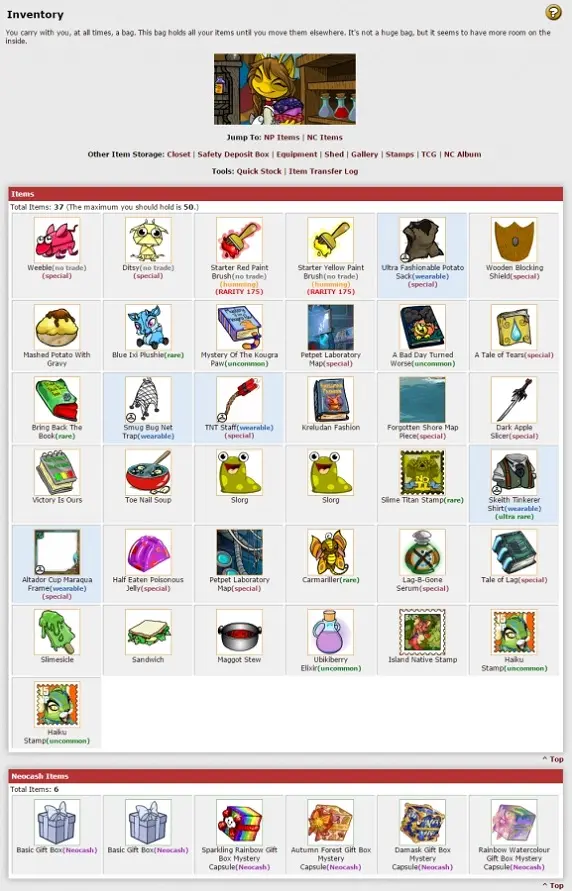 Inventory
You carry with you, at all times, a bag. This bag holds all your items until you move them elsewhere. It's not a huge bag, but it seems to have more room on the
inside.
Jump To: NP Items | NC Items
Other Item Storage: Closet | Safety Deposit Box | Equipment | Shed | Gallery | Stamps | TCG | NC Album
Tools: Quick Stock | Item Transfer Log
Items
Total Items: 37 (The maximum you should hold is 50.)
Weeble(no trade)
(special)
Ditsy(no trade)
(special)
Starter Red Paint
Brush(no trade)
(humming)
(RARITY 175)
Starter Yellow Paint
Brush(no trade)
(humming)
(RARITY 175)
Ultra Fashionable Potato
Sack(wearable)
(special)
Wooden Blocking
Shield(special)
Mashed Potato With
Gravy
Blue Ixi Plushie(rare)
Mystery Of The Kougra
Paw(uncommon)
Petpet Laboratory
Map(special)
A Bad Day Turned
Worse(uncommon)
A Tale of Tears(special)
Bring Back The
Book(rare)
Smug Bug Net
Trap(wearable)
TNT Staff(wearable)
(special)
Kreludan Fashion
Forgotten Shore Map
Piece(special)
Dark Apple
Slicer(special)
Victory Is Ours
Toe Nail Soup
Slorg
Slorg
Slime Titan Stamp(rare)
Skeith Tinkerer
Shirt(wearable)
(ultra rare)
Altador Cup Maraqua
Frame(wearable)
(special)
Half Eaten Poisonous
Jelly(special)
Petpet Laboratory
Map(special)
Carmariller(rare)
Lag-B-Gone
Serum(special)
Tale of Lag(special)
Slimesicle
Sandwich
Maggot Stew
Ubikiberry
Elixir(uncommon)
Island Native Stamp
Haiku
Stamp(uncommon)
Haiku
Stamp(uncommon)
^ Top
Neocash Items
Total Items: 6
Basic Gift Box(Neocash)
Basic Gift Box(Neocash)
Sparkling Rainbow Gift
Box Mystery
Capsule(Neocash)
Autumn Forest Gift Box
Mystery
Capsule(Neocash)
Damask Gift Box
Mystery
Capsule(Neocash)
Rainbow Watercolour
Gift Box Mystery
Capsule(Neocash)
^ Top